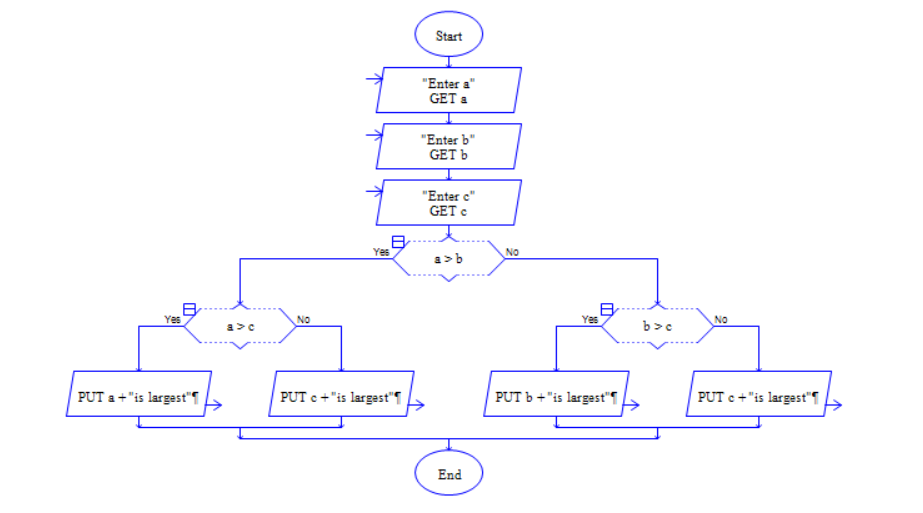 Start
"Enter a"
GET a
"Enter b"
GET b
"Enter c"
GET c
Yes
a > b
No
Yes
a > c
No
Yes
b > c
No
PUT a +"is largest"¶
PUT c +"is largest"¶
PUT b +"is largest"¶
PUT c +"is largest"¶
End